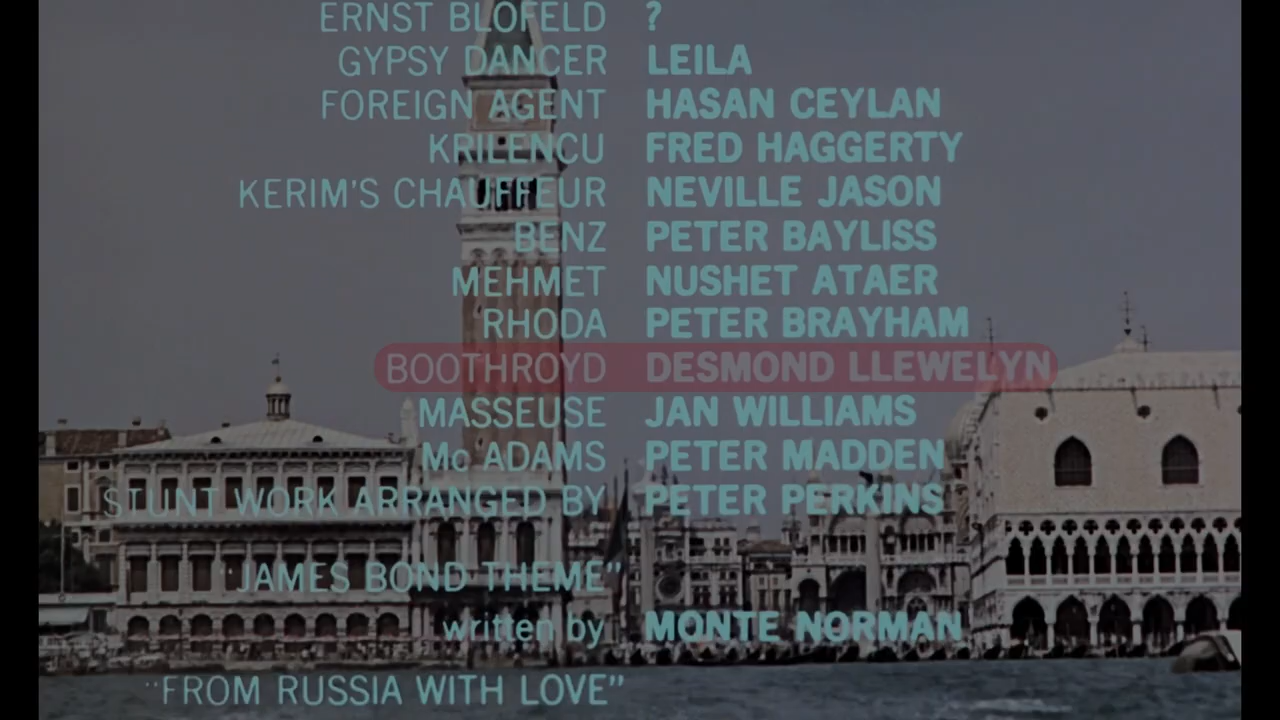 ERNST BLOFELD ?
GYPSY DANCER LEILA
FOREIGN AGENT HASAN CEYLAN
KRILENCU FRED HAGGERTY
KERIM'S CHAUFFEUR NEVILLE JASON
BENZ PETER BAYLISS
MEHMET NUSHET ATAER
RHODA PETER BRAYHAM
BOOTHROYD DESMOND LLEWELYN
MASSEUSE JAN WILLIAMS
Mc ADAMS PETER MADDEN
STUNT WORK ARRANGED BY PETER PERKINS
"JAMES BOND THEME"
written by MONTE NORMAN
"FROM RUSSIA WITH LOVE"